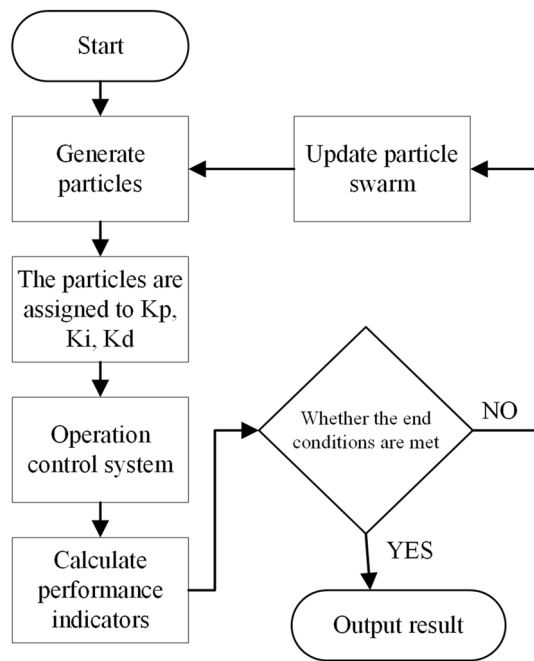 Start
Generate
particles
Update particle
swarm
The particles are
assigned to Kp,
Ki, Kd
Operation
control system
Calculate
performance
indicators
Whether the end
conditions are met
NO
YES
Output result